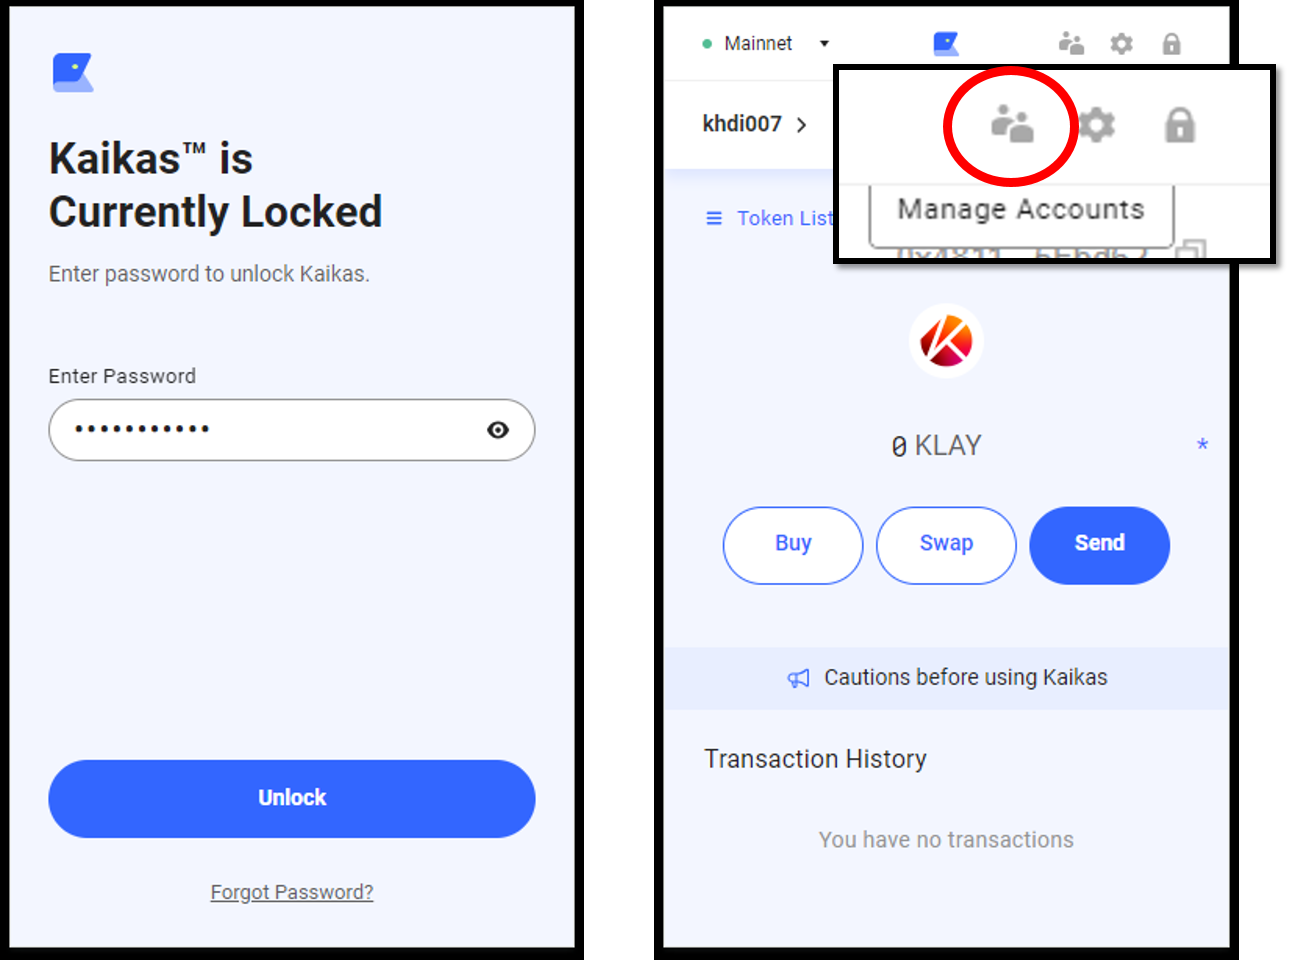 Kaikas™ is
Currently Locked
Enter password to unlock Kaikas.
Enter Password
Unlock
Forgot Password?
Mainnet
khdi007
Manage Accounts
Token List
0 KLAY
*
Buy
Swap
Send
Cautions before using Kaikas
Transaction History
You have no transactions